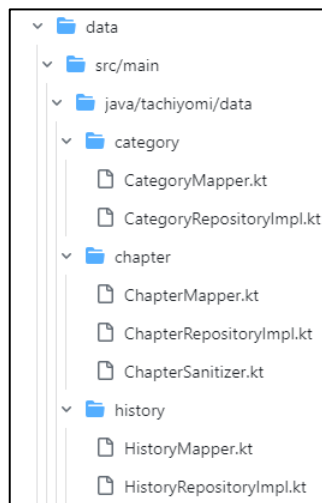 data
src/main
java/tachiyomi/data
category
CategoryMapper.kt
CategoryRepositoryImpl.kt
chapter
ChapterMapper.kt
ChapterRepositoryImpl.kt
ChapterSanitizer.kt
history
HistoryMapper.kt
HistoryRepositoryImpl.kt